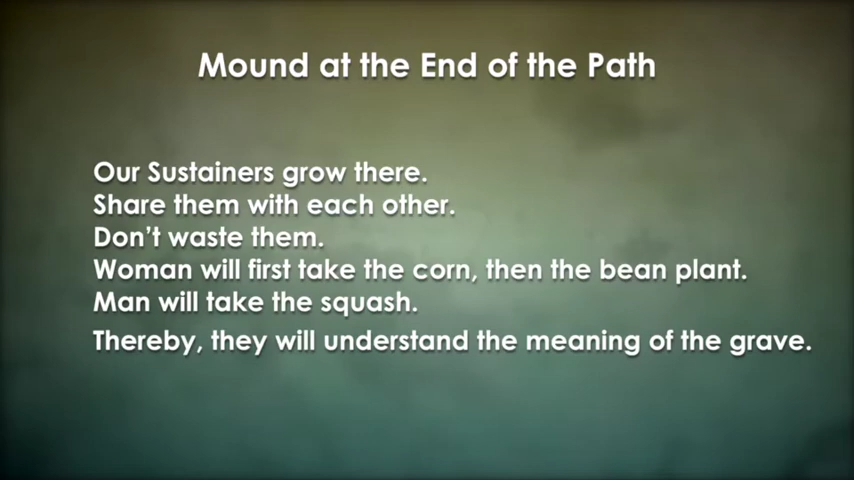 Mound at the End of the Path
Our Sustainers grow there.
Share them with each other.
Don’t waste them.
Woman will first take the corn, then the bean plant.
Man will take the squash.
Thereby, they will understand the meaning of the grave.